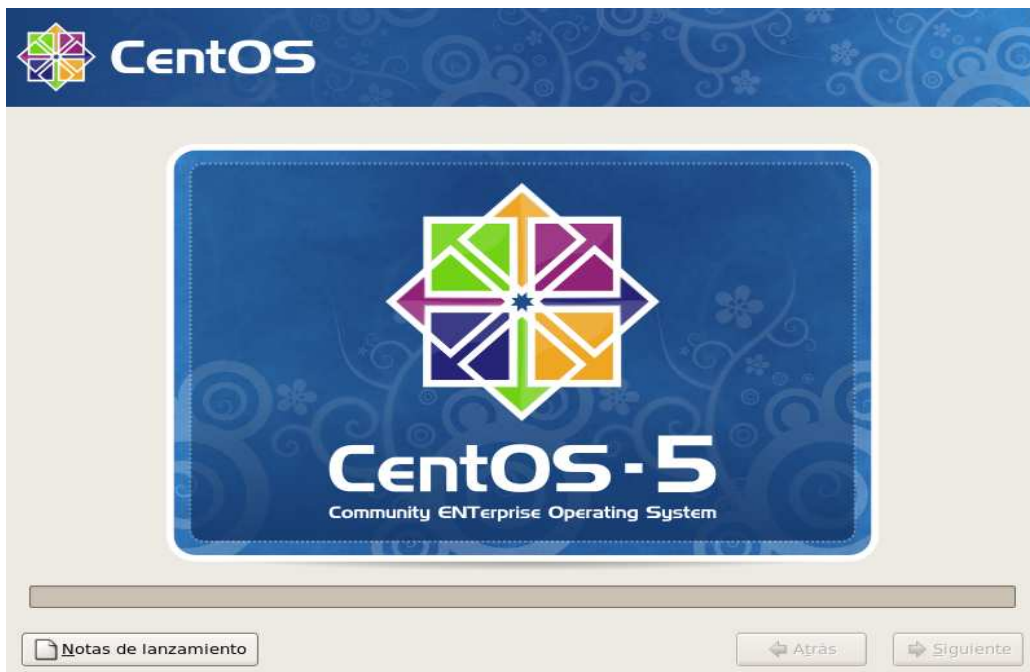 CentOS
CentOS-5
Community ENTerprise Operating System
Notas de lanzamiento
Atrás
Siguiente